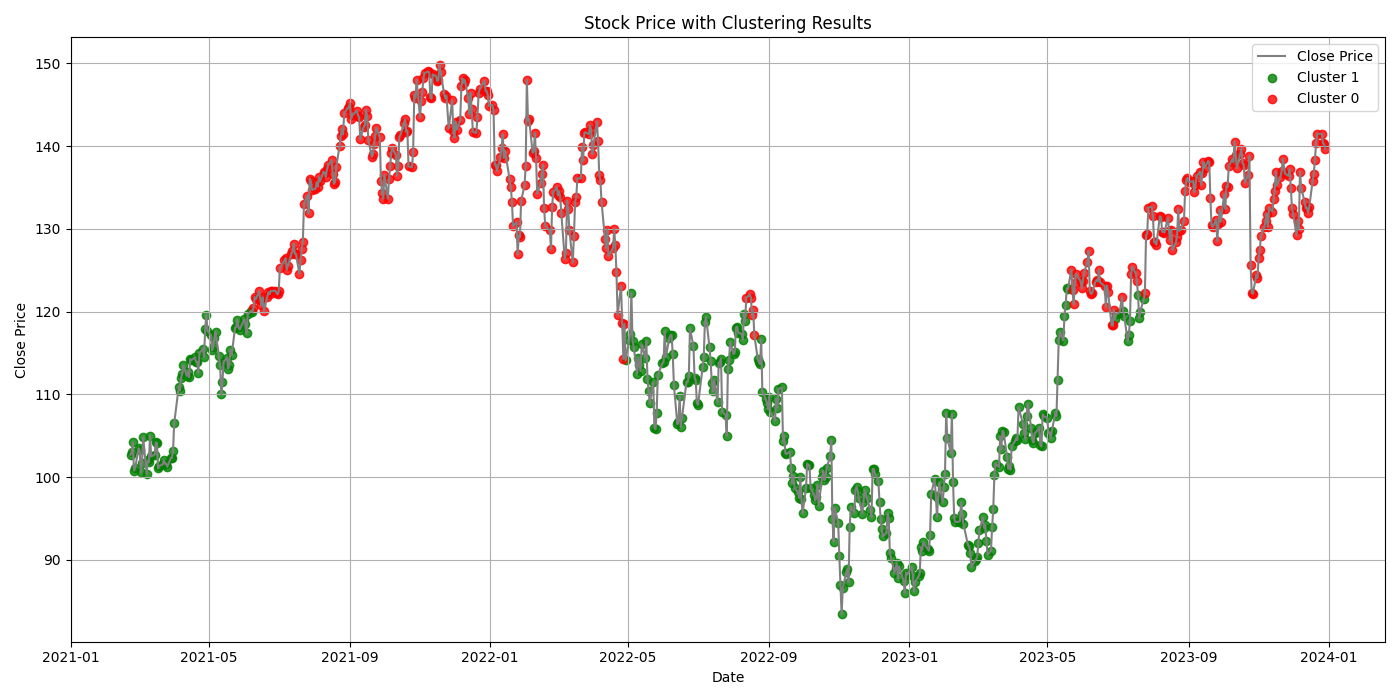 Stock Price with Clustering Results
Close Price
Cluster 1
Cluster 0
Close Price
150
140
130
120
110
100
90
2021-01
2021-05
2021-09
2022-01
2022-05
2022-09
2023-01
2023-05
2023-09
2024-01
Date